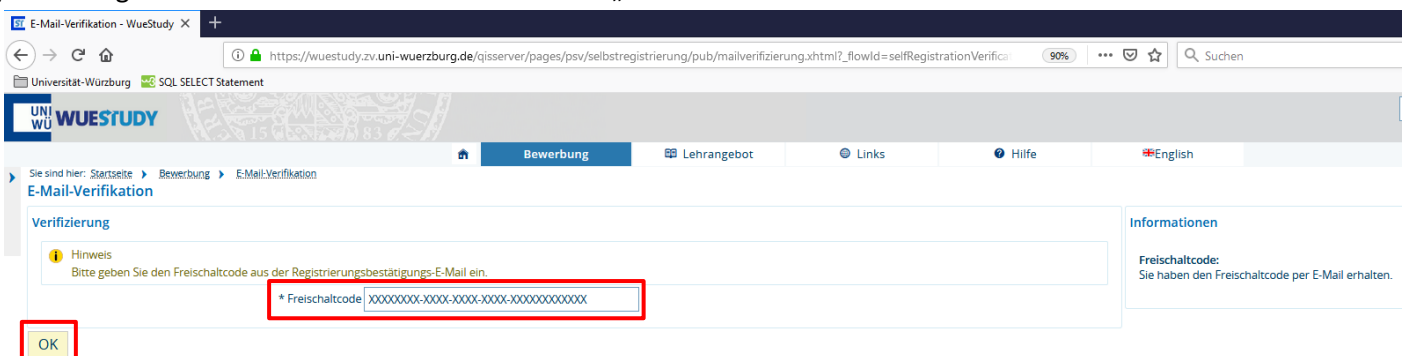 E-Mail-Verifikation - WueStudy
https://wuestudy.zv.uni-wuerzburg.de/qisserver/pages/psv/selbstregistrierung/pub/mailverifizierung.xhtml?_flowId=selfRegistrationVerifica 90% Suchen
Universität-Würzburg SQL SELECT Statement
UNI WÜ WUESTUDY
15 83
Bewerbung Lehrangebot Links Hilfe English
Sie sind hier: Startseite Bewerbung E-Mail-Verifikation
E-Mail-Verifikation
Verifizierung
Hinweis
Bitte geben Sie den Freischaltcode aus der Registrierungsbestätigungs-E-Mail ein.
* Freischaltcode XXXXXXXX-XXXX-XXXX-XXXX-XXXXXXXXXXXX
OK
Informationen
Freischaltcode:
Sie haben den Freischaltcode per E-Mail erhalten.